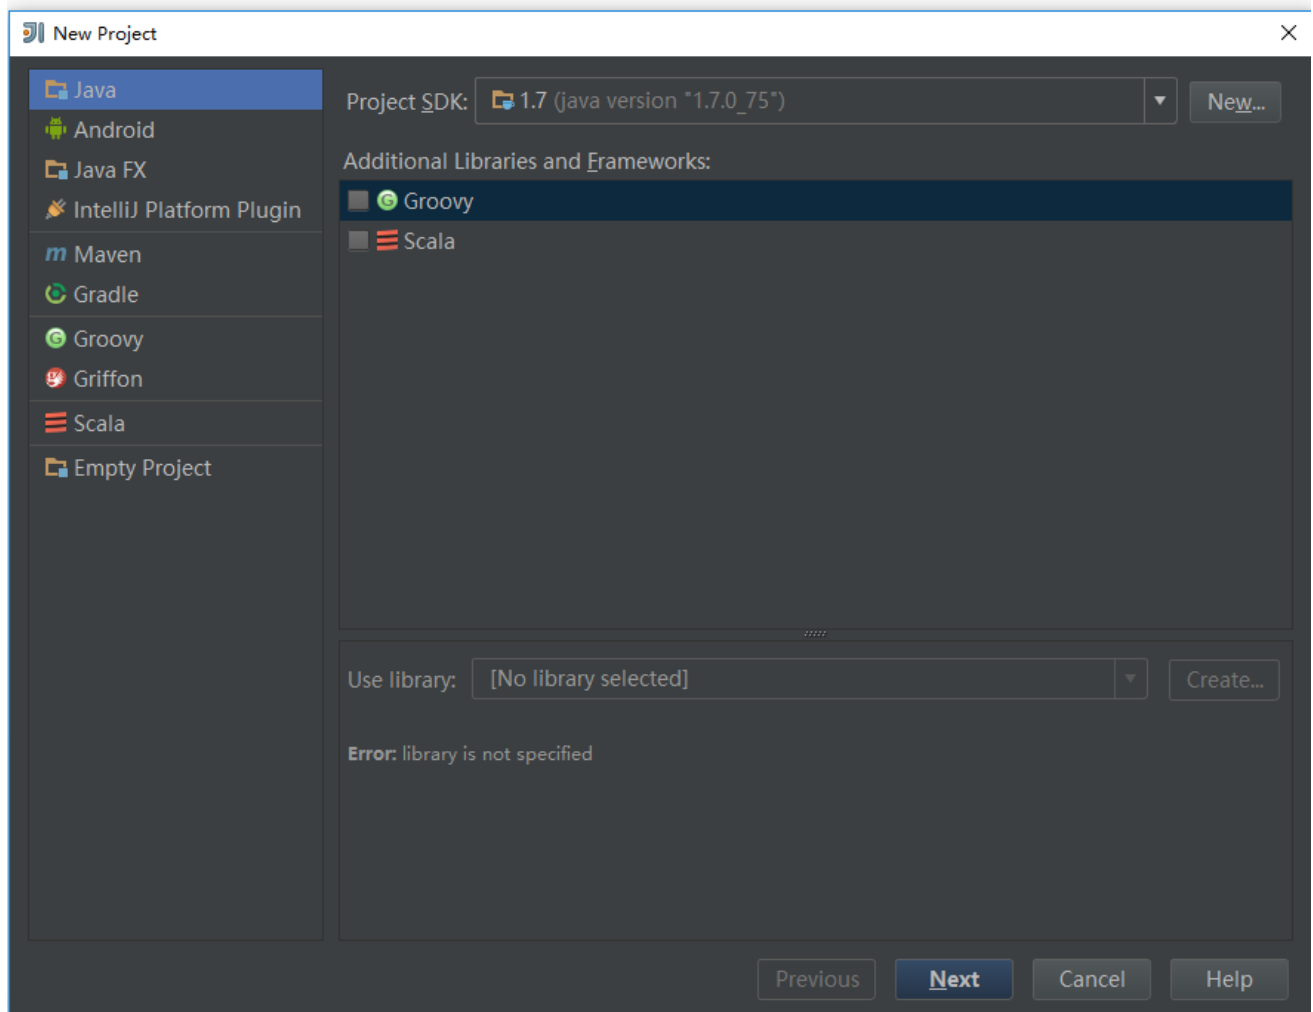 New Project
Java
Android
Java FX
IntelliJ Platform Plugin
Maven
Gradle
Groovy
Griffon
Scala
Empty Project
Project SDK: 1.7 (java version "1.7.0_75") New...
Additional Libraries and Frameworks:
Groovy
Scala
Use library: [No library selected] Create...
Error: library is not specified
Previous Next Cancel Help